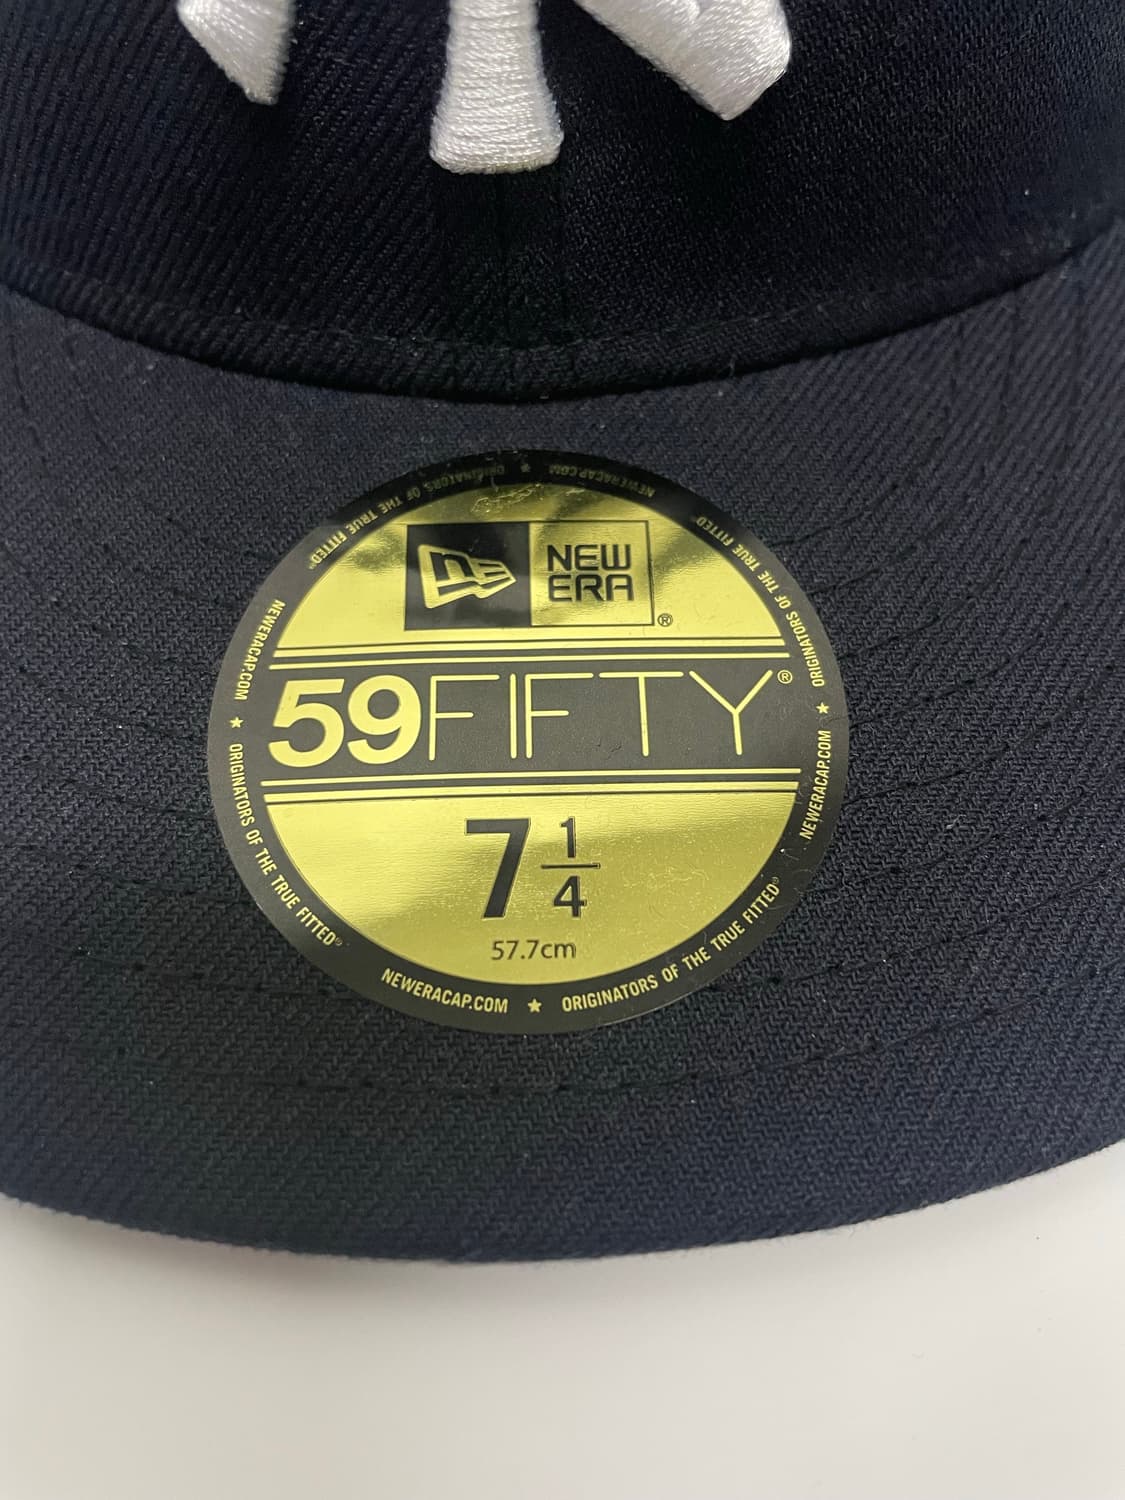 NEW
ERA
®
59FIFTY®
7 1/4
57.7cm
NEWERACAP.COM ★ ORIGINATORS OF THE TRUE FITTED®
NEWERACAP.COM ★ ORIGINATORS OF THE TRUE FITTED®
NEWERACAP.COM ★ ORIGINATORS OF THE TRUE FITTED®
NEWERACAP.COM ★ ORIGINATORS OF THE TRUE FITTED®